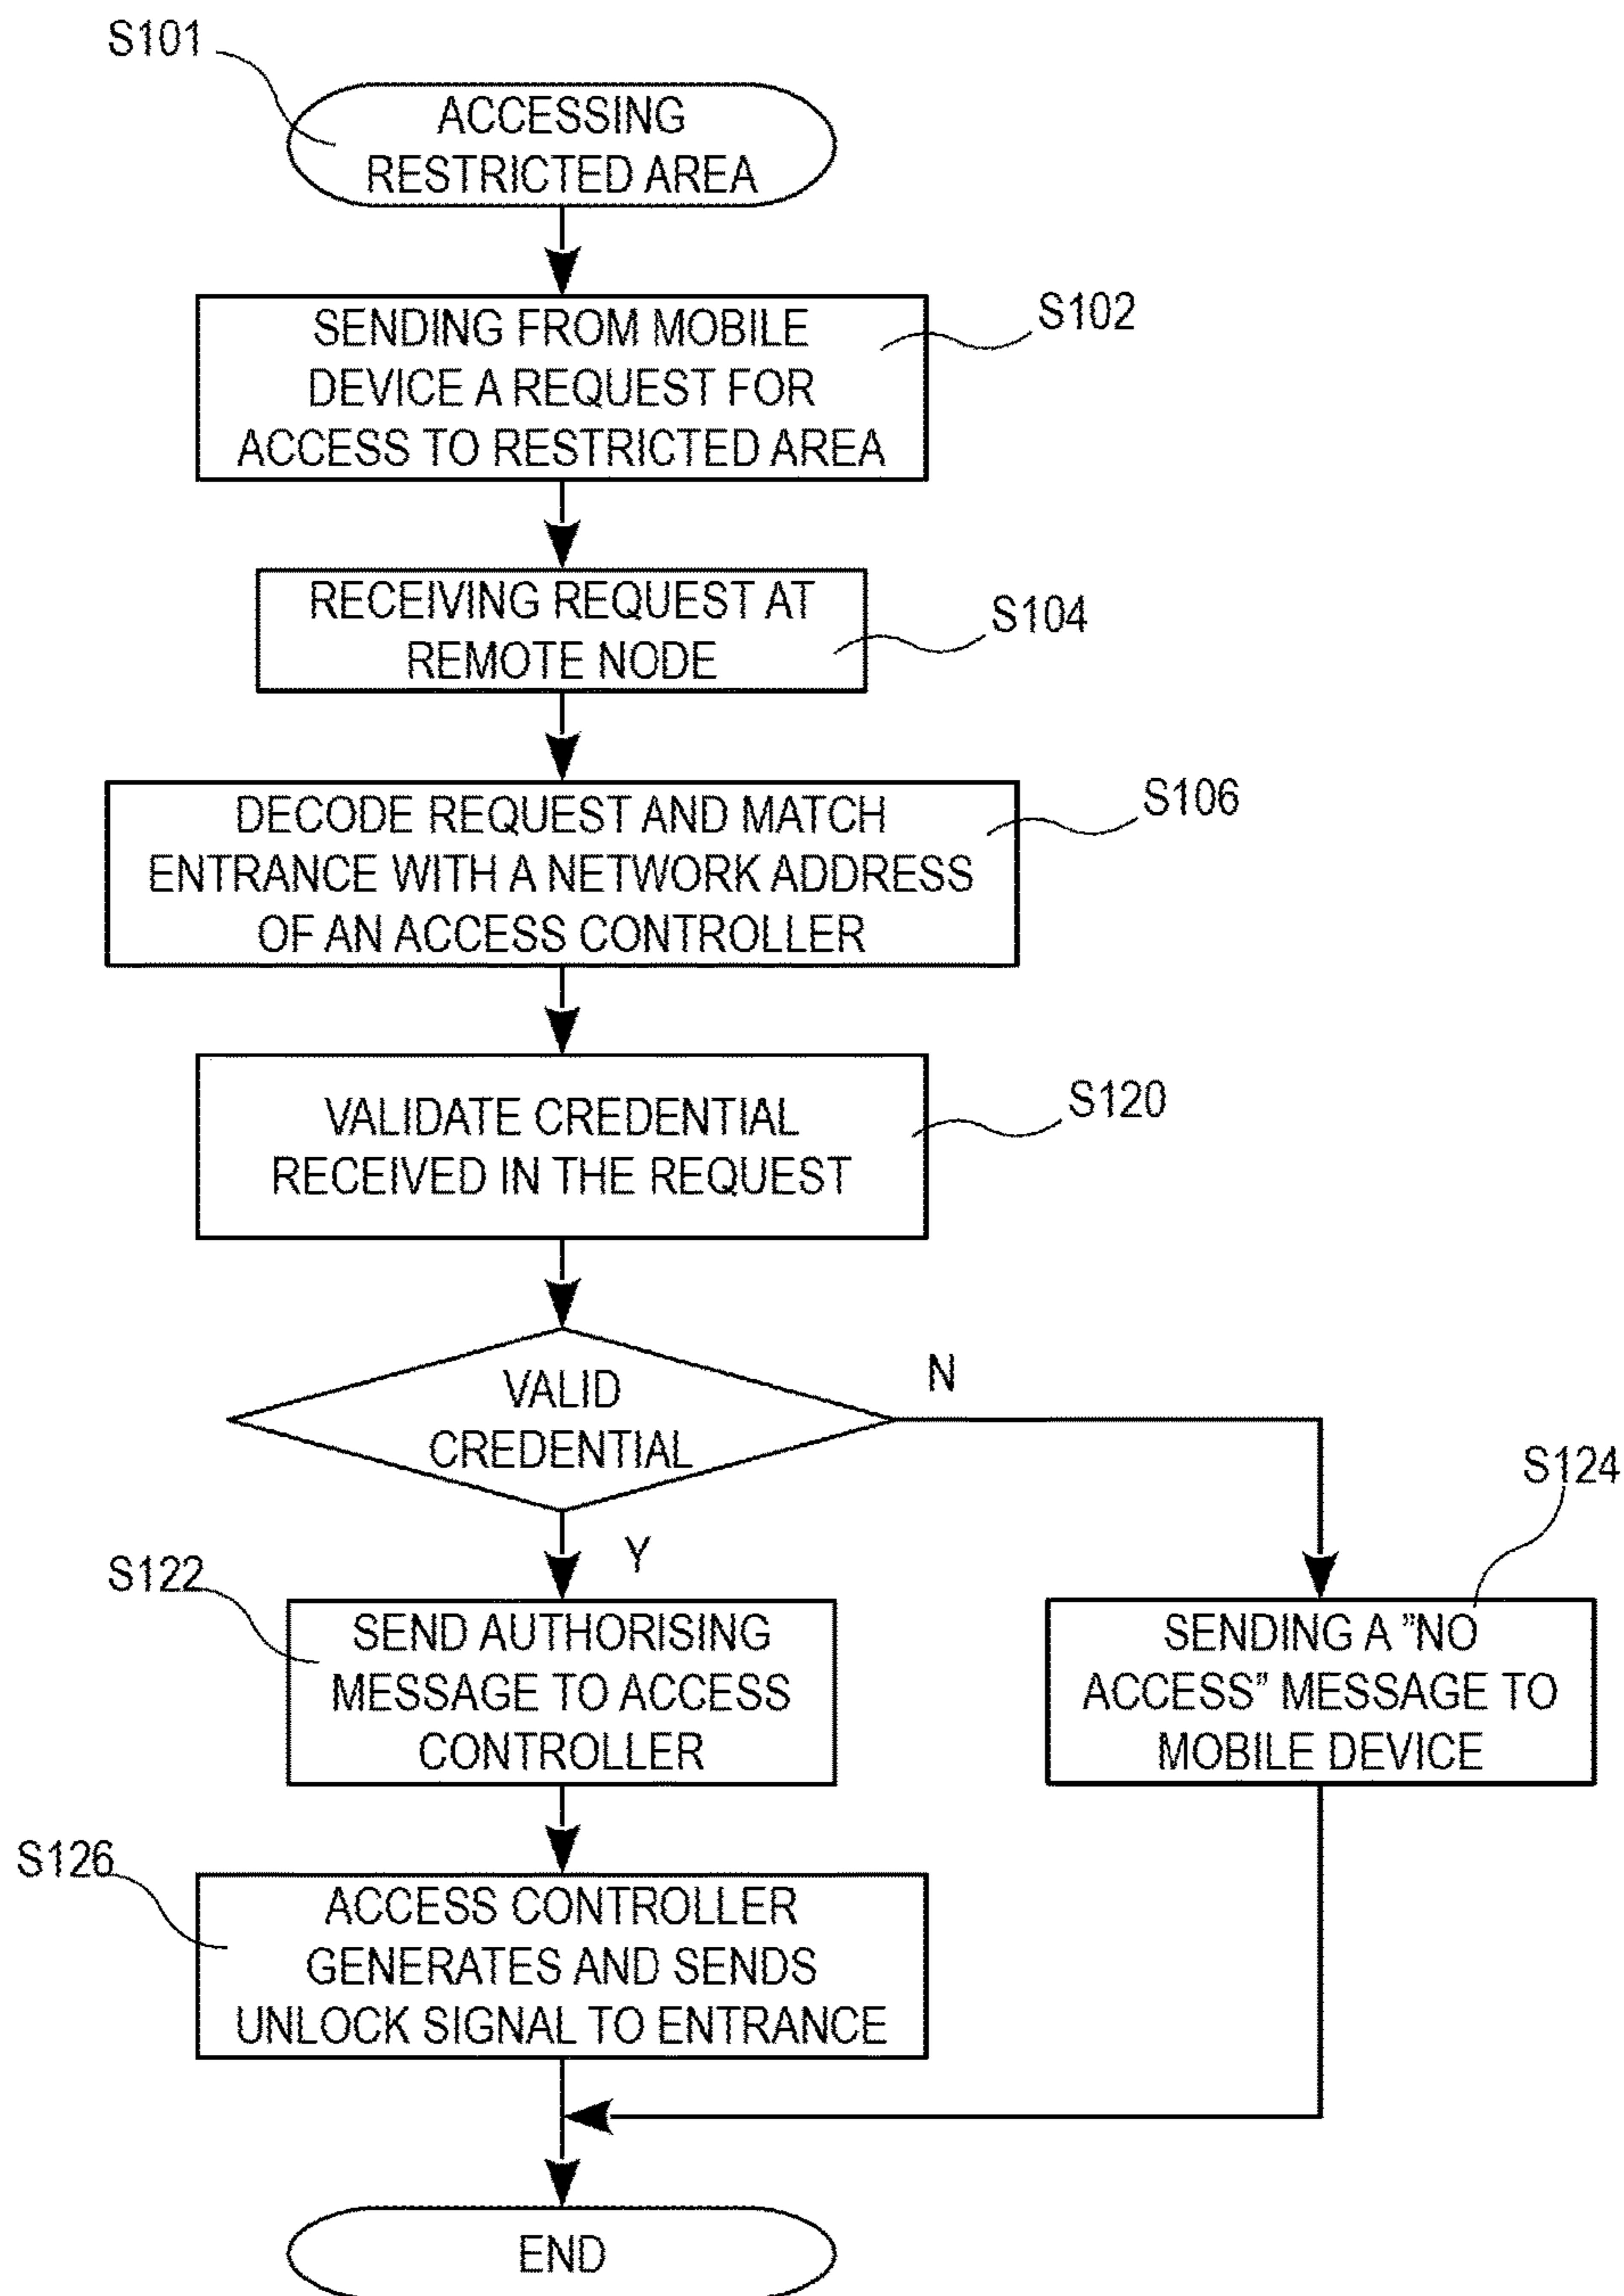 S101
ACCESSING
RESTRICTED AREA
SENDING FROM MOBILE
DEVICE A REQUEST FOR
ACCESS TO RESTRICTED AREA
S102
RECEIVING REQUEST AT
REMOTE NODE
S104
DECODE REQUEST AND MATCH
ENTRANCE WITH A NETWORK ADDRESS
OF AN ACCESS CONTROLLER
S106
VALIDATE CREDENTIAL
RECEIVED IN THE REQUEST
S120
VALID
CREDENTIAL
N
Y
S124
S122
SEND AUTHORISING
MESSAGE TO ACCESS
CONTROLLER
SENDING A ”NO
ACCESS” MESSAGE TO
MOBILE DEVICE
S126
ACCESS CONTROLLER
GENERATES AND SENDS
UNLOCK SIGNAL TO ENTRANCE
END